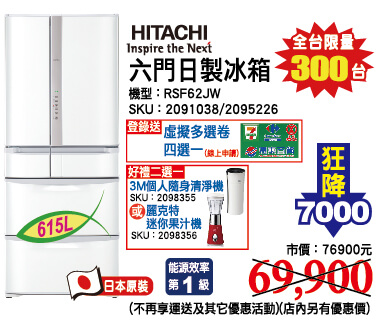 HITACHI
Inspire the Next
六門日製冰箱
機型：RSF62JW
SKU：2091038/2095226
全台限量
300台
登錄送
虛擬多選卷
四選一(線上申請)
好禮二選一
3M個人隨身清淨機
SKU：2098355
或 麗克特
迷你果汁機
SKU：2098356
狂降
7000
615L
日本原裝
能源效率
第1級
市價：76900元
69,900
(不再享運送及其它優惠活動)(店內另有優惠價)